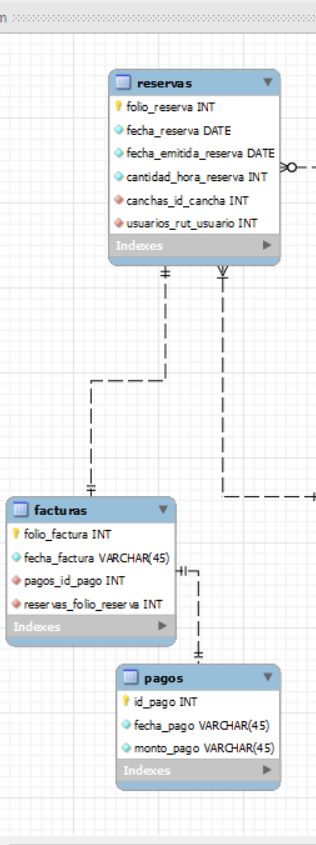 m
reservas
folio_reserva INT
fecha_reserva DATE
fecha_emitida_reserva DATE
cantidad_hora_reserva INT
canchas_id_cancha INT
usuarios_rut_usuario INT
Indexes
facturas
folio_factura INT
fecha_factura VARCHAR(45)
pagos_id_pago INT
reservas_folio_reserva INT
Indexes
pagos
id_pago INT
fecha_pago VARCHAR(45)
monto_pago VARCHAR(45)
Indexes